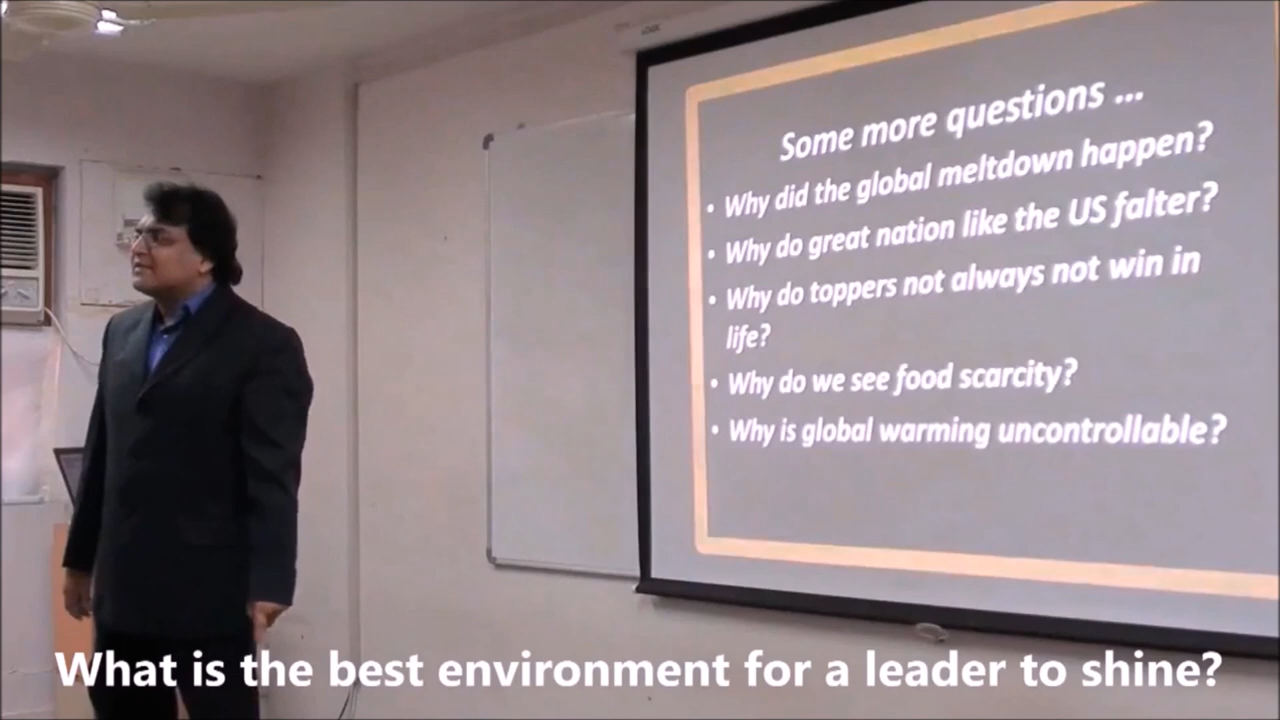 Some more questions ...
• Why did the global meltdown happen?
• Why do great nation like the US falter?
• Why do toppers not always not win in
life?
• Why do we see food scarcity?
• Why is global warming uncontrollable?
What is the best environment for a leader to shine?